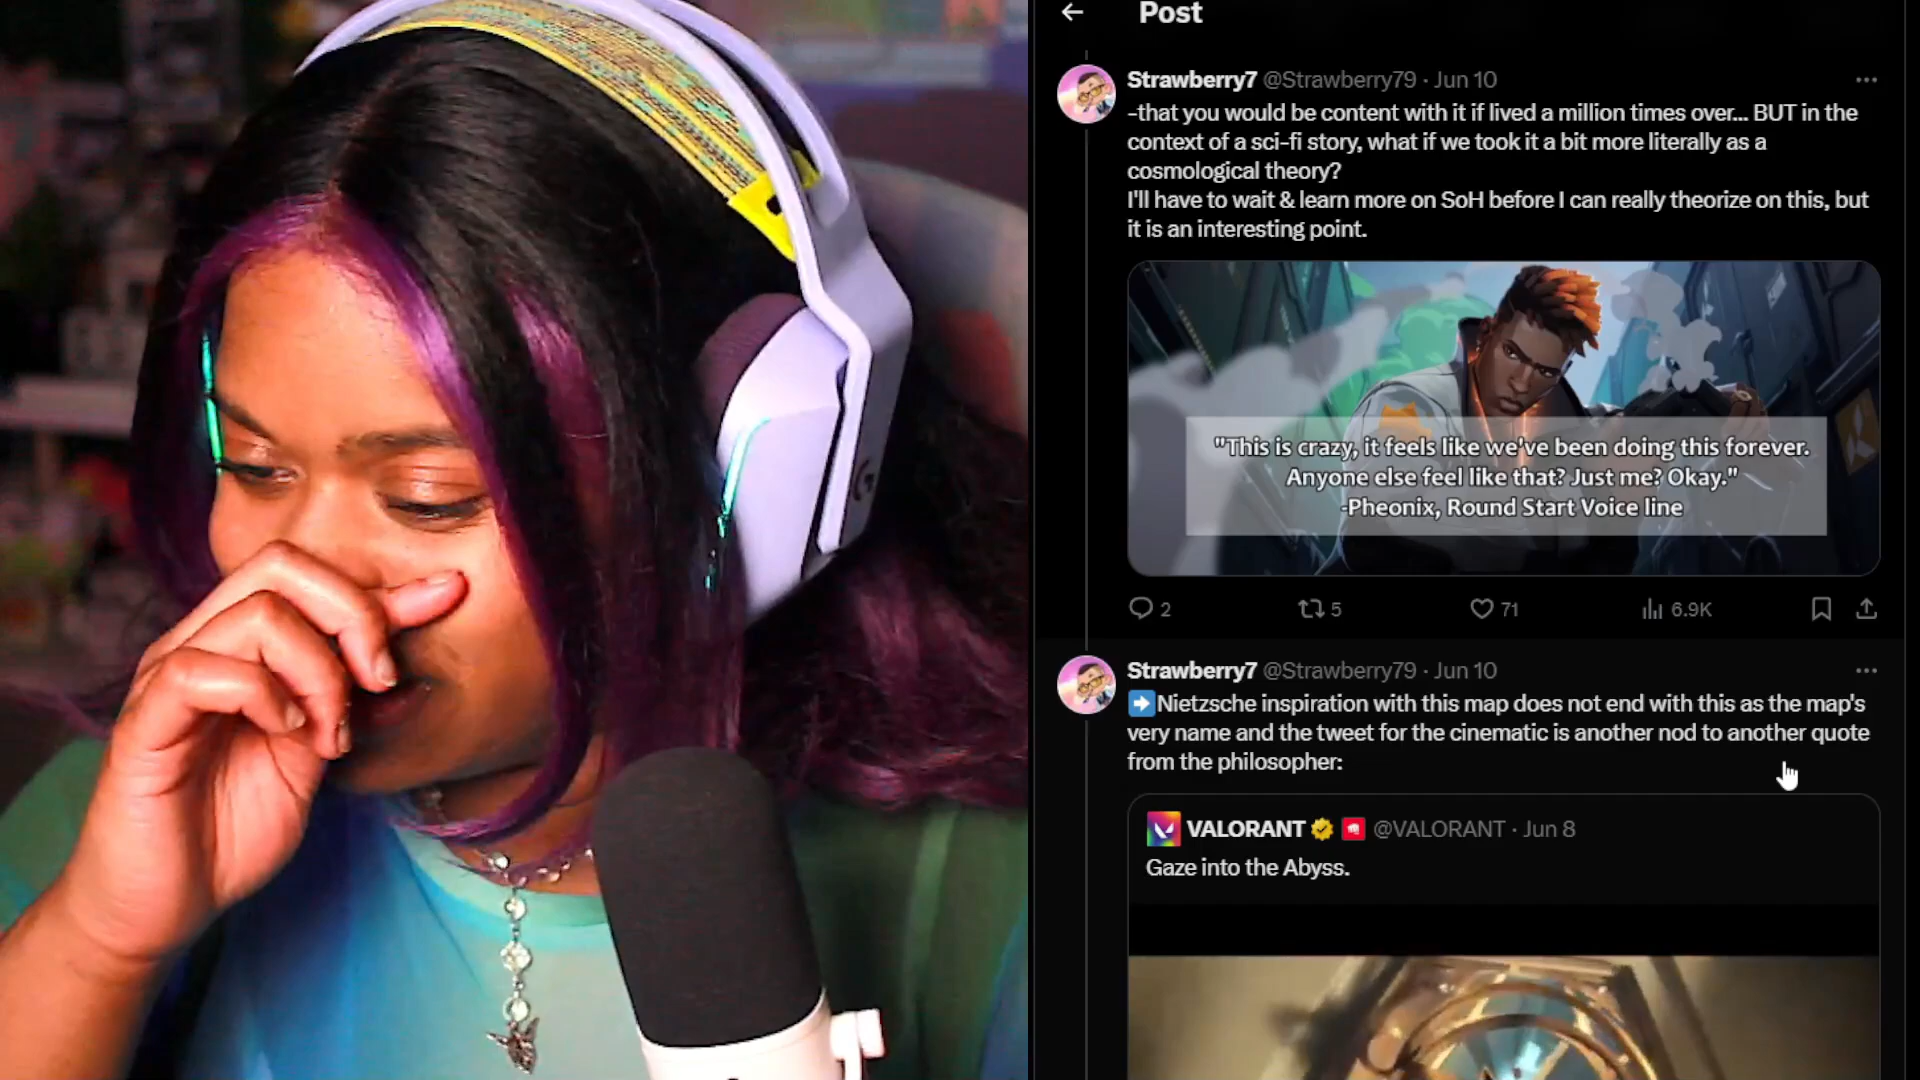 Post
Strawberry7 @Strawberry79 · Jun 10
-that you would be content with it if lived a million times over... BUT in the
context of a sci-fi story, what if we took it a bit more literally as a
cosmological theory?
I'll have to wait & learn more on SoH before I can really theorize on this, but
it is an interesting point.
"This is crazy, it feels like we've been doing this forever.
Anyone else feel like that? Just me? Okay."
-Pheonix, Round Start Voice line
2 5 71 6.9K
Strawberry7 @Strawberry79 · Jun 10
Nietzsche inspiration with this map does not end with this as the map's
very name and the tweet for the cinematic is another nod to another quote
from the philosopher:
VALORANT @VALORANT · Jun 8
Gaze into the Abyss.